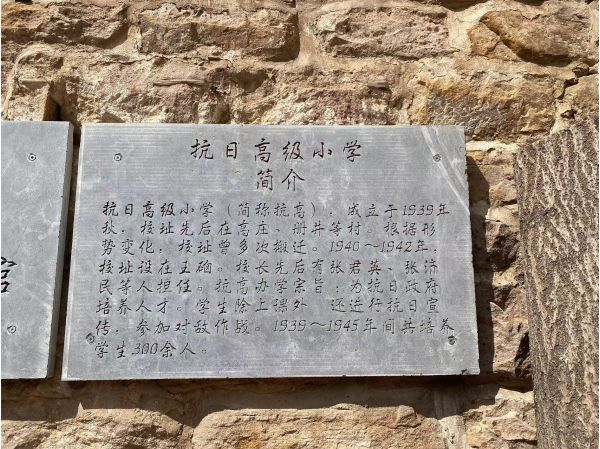 抗日高级小学
简介
抗日高级小学（简称抗高），成立于1939年
秋，校址先后在高庄、册井等村。根据形
势变化，校址曾多次搬迁。1940～1942年，
校址设在王硇。校长先后有张君英、张沛
民等人担任。抗高办学宗旨：为抗日政府
培养人才。学生除上课外，还进行抗日宣
传，参加对敌作战。1939～1945年间共培养
学生300余人。